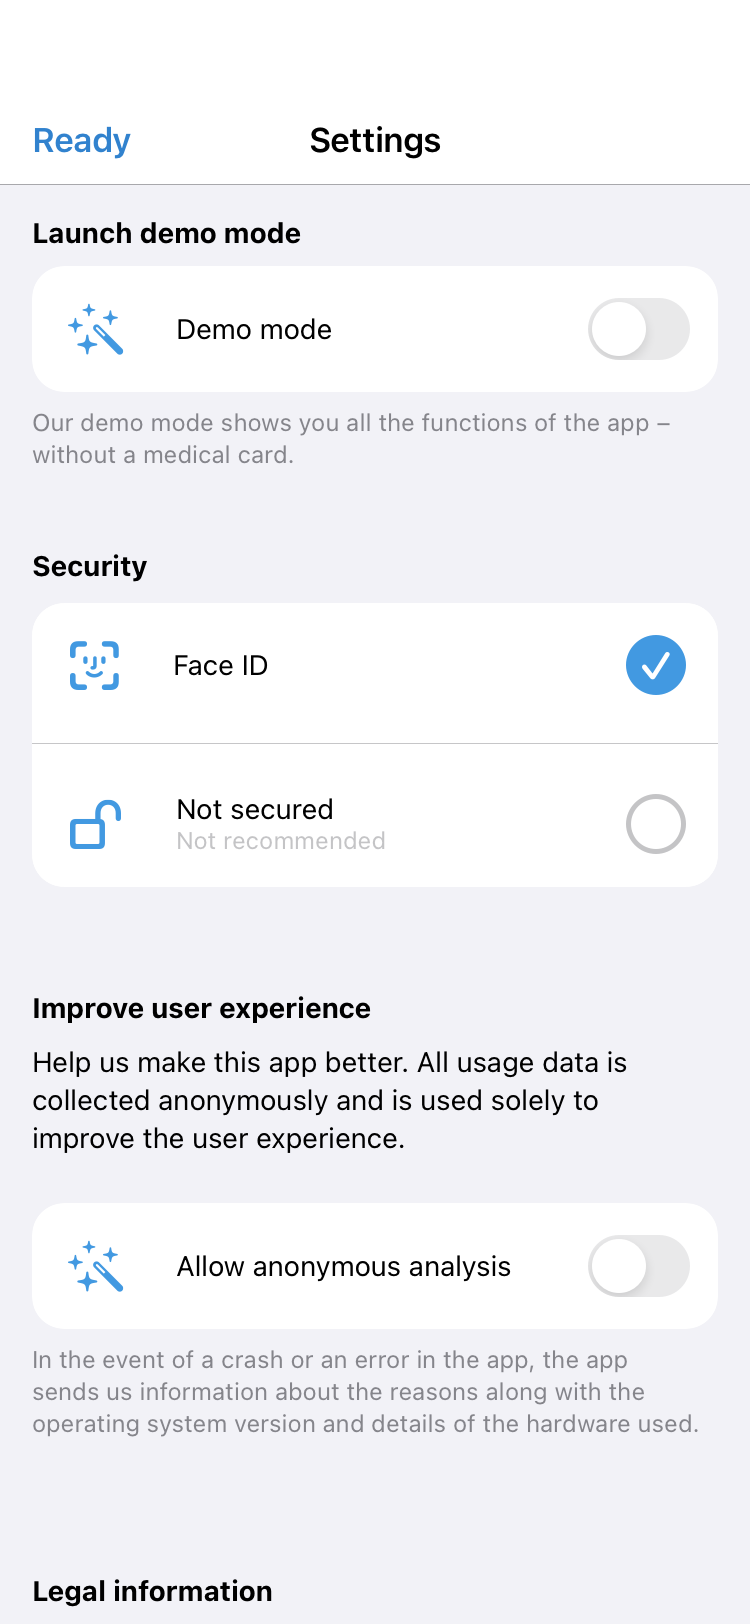 Ready
Settings
Launch demo mode
Demo mode
Our demo mode shows you all the functions of the app –
without a medical card.
Security
Face ID
Not secured
Not recommended
Improve user experience
Help us make this app better. All usage data is
collected anonymously and is used solely to
improve the user experience.
Allow anonymous analysis
In the event of a crash or an error in the app, the app
sends us information about the reasons along with the
operating system version and details of the hardware used.
Legal information